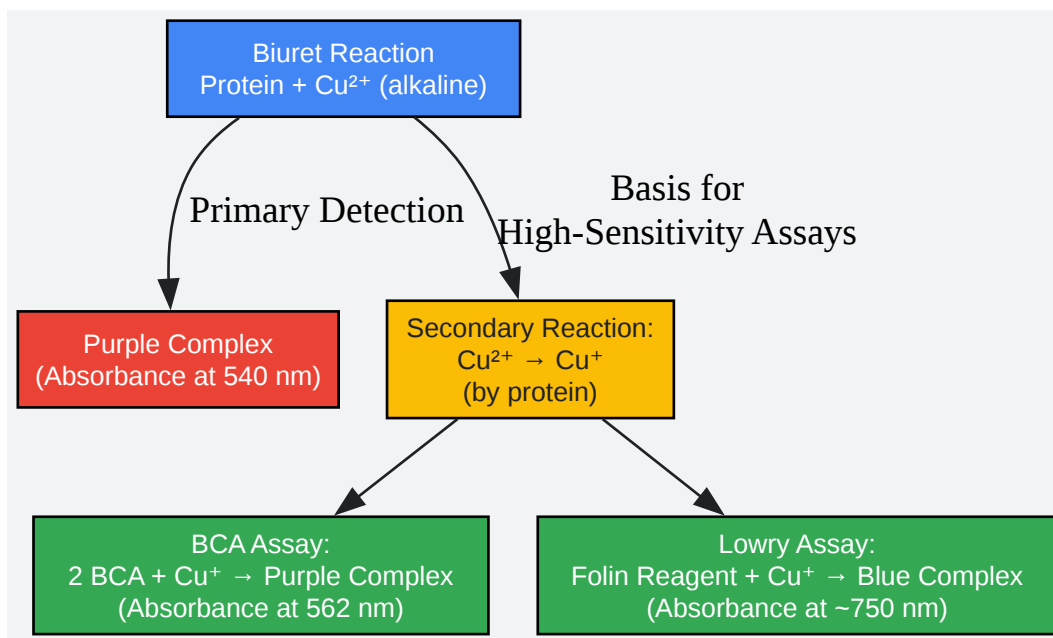 Biuret Reaction
Protein + Cu²⁺ (alkaline)
Primary Detection
Basis for
High-Sensitivity Assays
Purple Complex
(Absorbance at 540 nm)
Secondary Reaction:
Cu²⁺ → Cu⁺
(by protein)
BCA Assay:
2 BCA + Cu⁺ → Purple Complex
(Absorbance at 562 nm)
Lowry Assay:
Folin Reagent + Cu⁺ → Blue Complex
(Absorbance at ~750 nm)